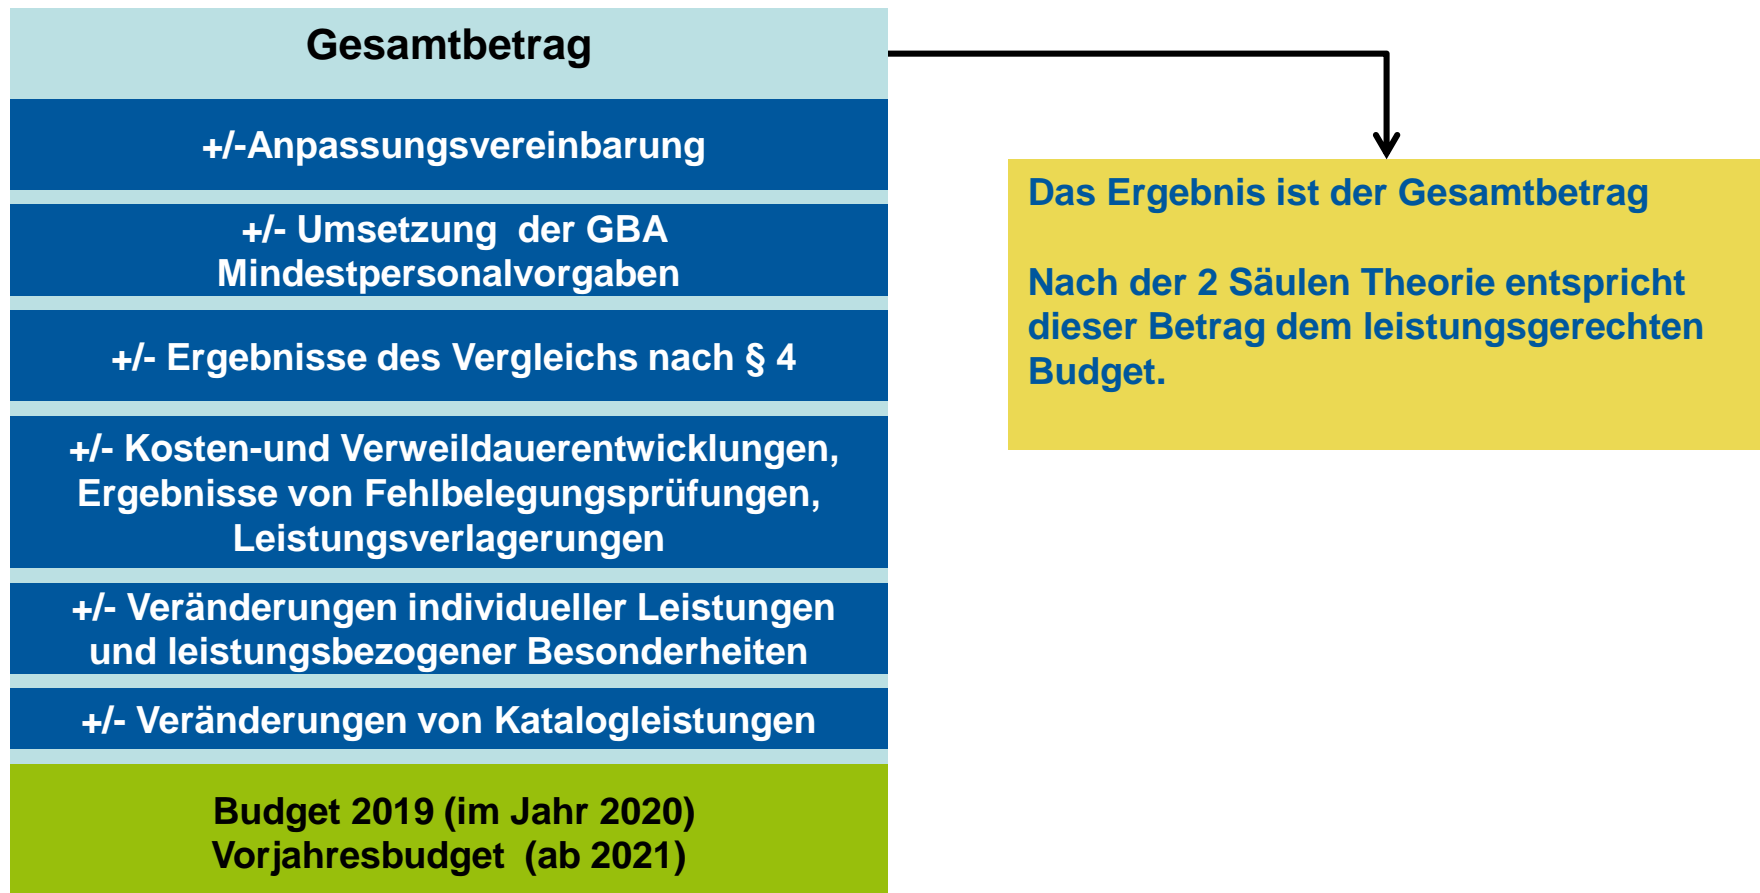 Gesamtbetrag
+/-Anpassungsvereinbarung
+/- Umsetzung  der GBA
Mindestpersonalvorgaben
+/- Ergebnisse des Vergleichs nach § 4
+/- Kosten-und Verweildauerentwicklungen,
Ergebnisse von Fehlbelegungsprüfungen,
Leistungsverlagerungen
+/- Veränderungen individueller Leistungen
und leistungsbezogener Besonderheiten
+/- Veränderungen von Katalogleistungen
Budget 2019 (im Jahr 2020)
Vorjahresbudget  (ab 2021)
Das Ergebnis ist der Gesamtbetrag
Nach der 2 Säulen Theorie entspricht
dieser Betrag dem leistungsgerechten
Budget.